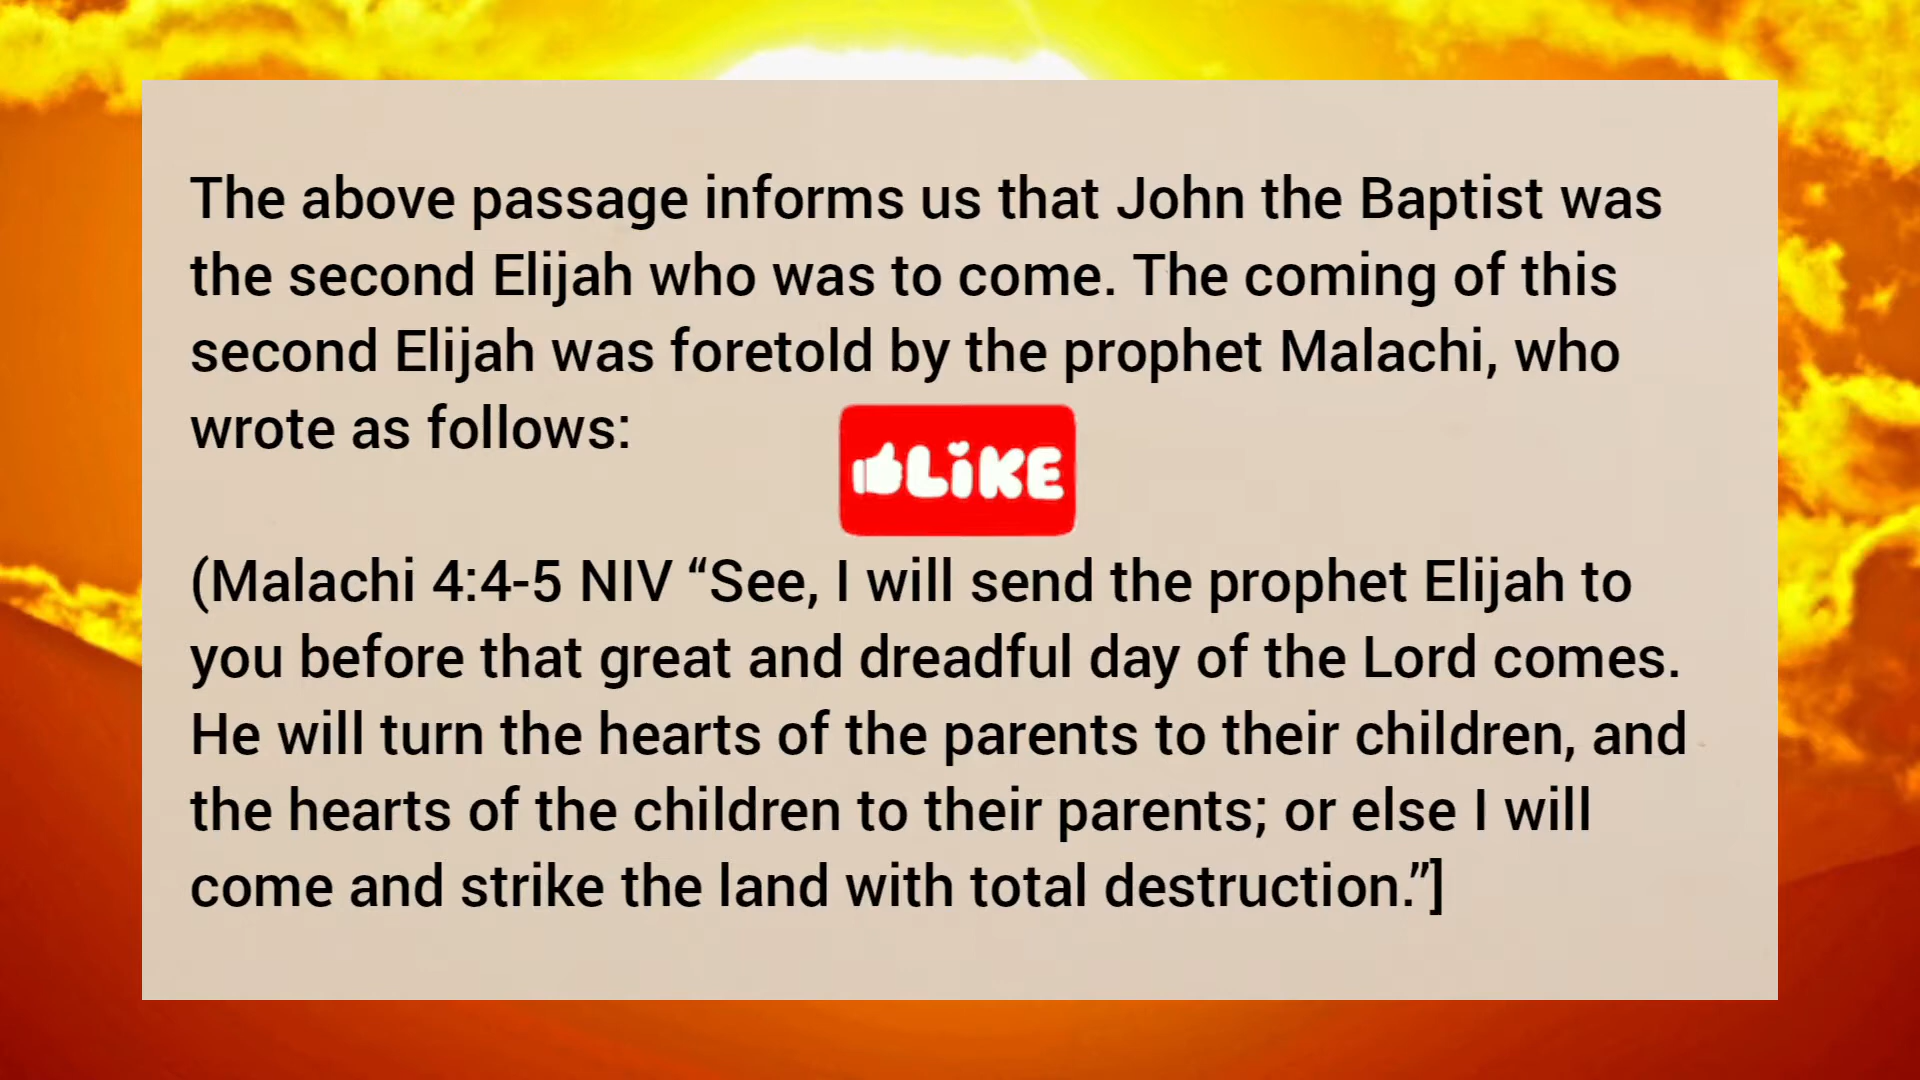 The above passage informs us that John the Baptist was
the second Elijah who was to come. The coming of this
second Elijah was foretold by the prophet Malachi, who
wrote as follows:
LiKE
(Malachi 4:4-5 NIV “See, I will send the prophet Elijah to
you before that great and dreadful day of the Lord comes.
He will turn the hearts of the parents to their children, and
the hearts of the children to their parents; or else I will
come and strike the land with total destruction.”]